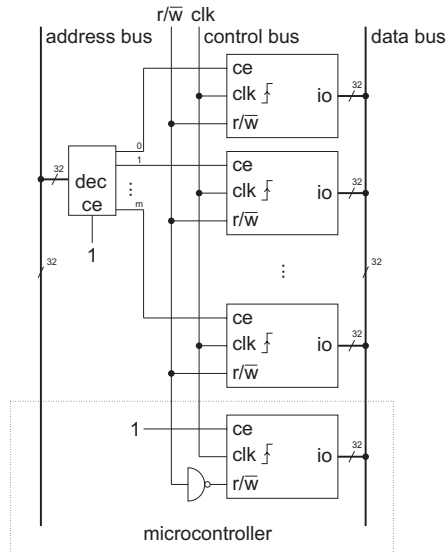 r/w̅ clk
address bus control bus data bus
ce
clk io 32
r/w̅
0
1
32
dec
⋮
ce
m
1
ce
clk io 32
r/w̅
32 ⋮ 32
ce
clk io 32
r/w̅
1 ce
clk io 32
r/w̅
microcontroller